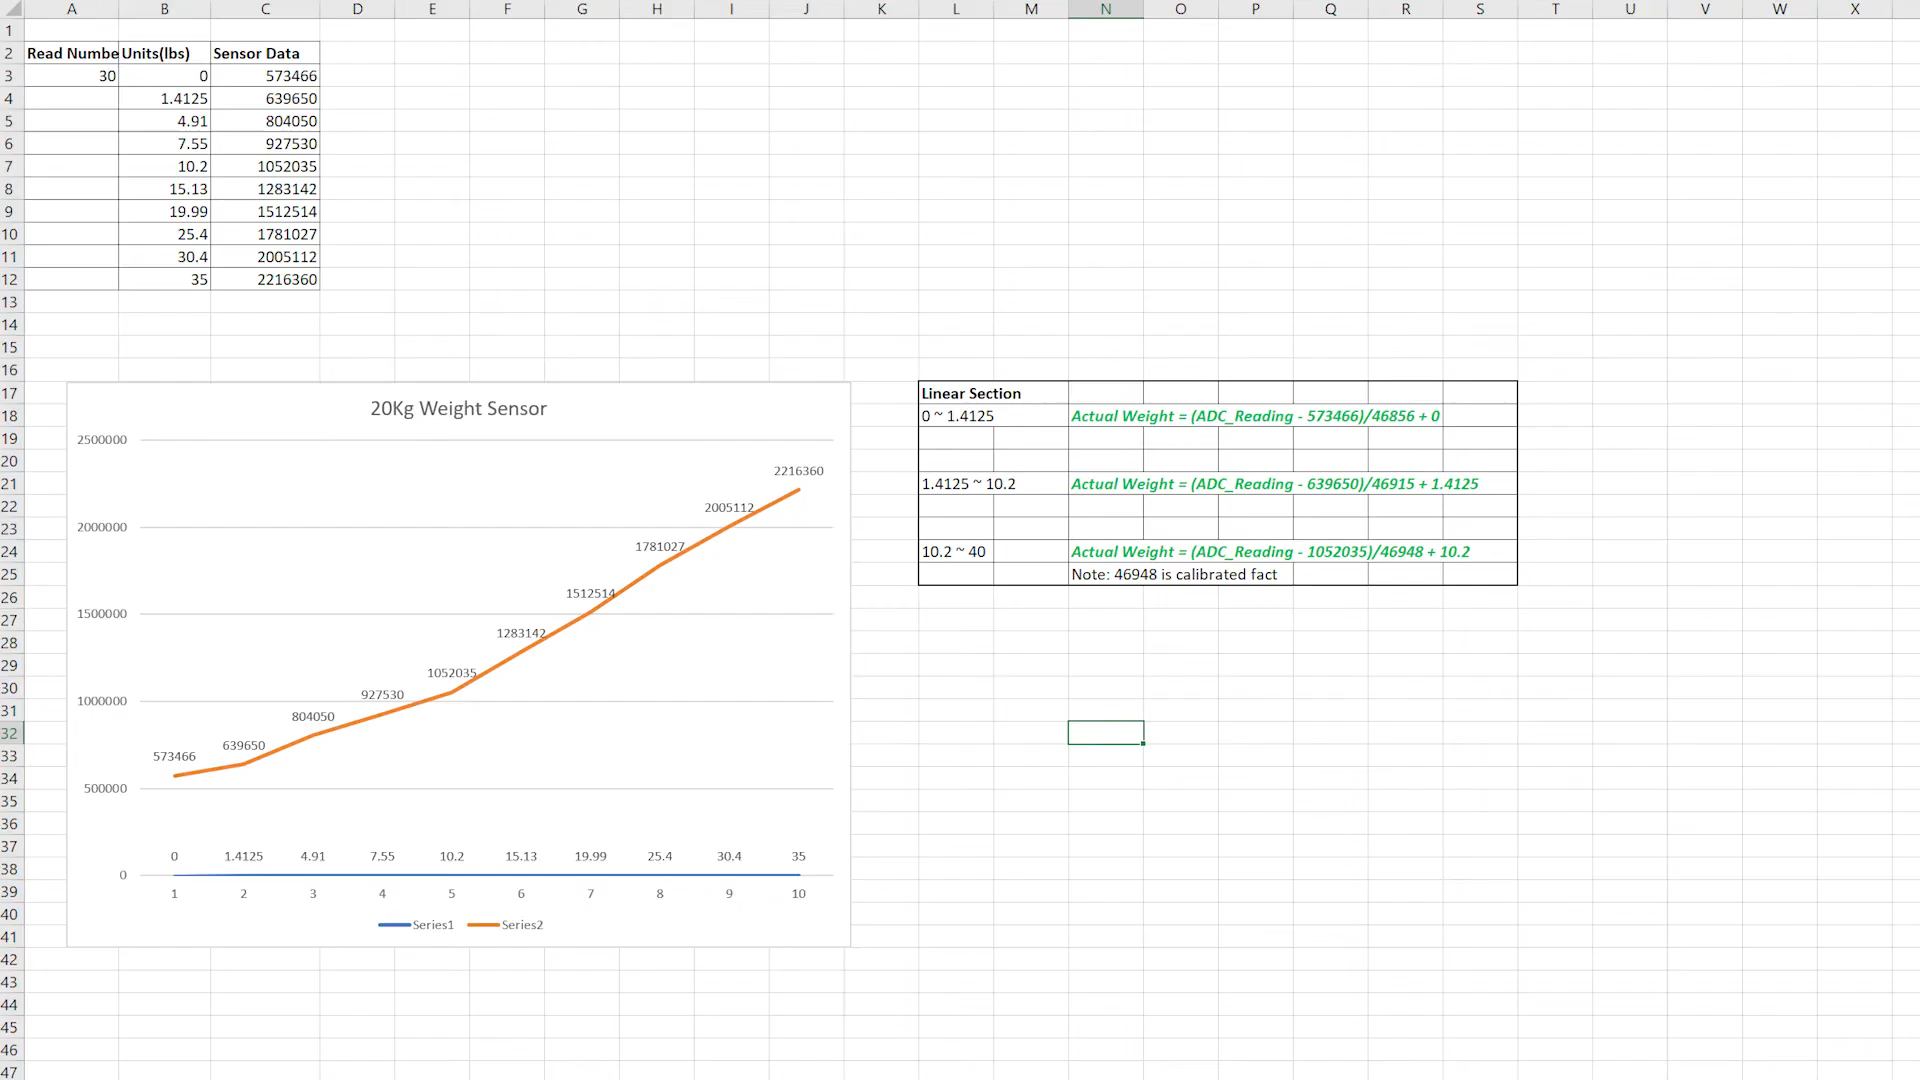 A B C D E F G H I J K L M N O P Q R S T U V W X
1
2 Read Numbe Units(lbs) Sensor Data
3 30 0 573466
4 1.4125 639650
5 4.91 804050
6 7.55 927530
7 10.2 1052035
8 15.13 1283142
9 19.99 1512514
10 25.4 1781027
11 30.4 2005112
12 35 2216360
13
14
15
16
17
18
19
20
21
22
23
24
25
26
27
28
29
30
31
32
33
34
35
36
37
38
39
40
41
42
43
44
45
46
47
20Kg Weight Sensor
2500000
2000000
1500000
1000000
500000
0
573466
639650
804050
927530
1052035
1283142
1512514
1781027
2005112
2216360
0 1.4125 4.91 7.55 10.2 15.13 19.99 25.4 30.4 35
1 2 3 4 5 6 7 8 9 10
Series1 Series2
Linear Section
0 ~ 1.4125 Actual Weight = (ADC_Reading - 573466)/46856 + 0
1.4125 ~ 10.2 Actual Weight = (ADC_Reading - 639650)/46915 + 1.4125
10.2 ~ 40 Actual Weight = (ADC_Reading - 1052035)/46948 + 10.2
Note: 46948 is calibrated fact